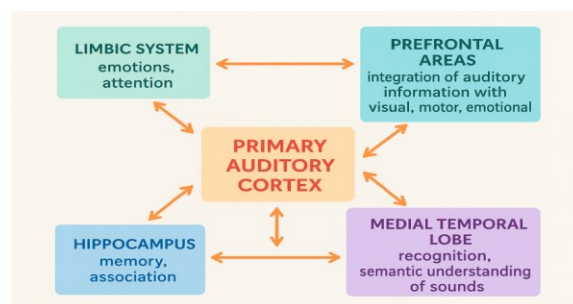 LIMBIC SYSTEM
emotions,
attention
PREFRONTAL
AREAS
integration of auditory
information with
visual, motor, emotional
PRIMARY
AUDITORY
CORTEX
HIPPOCAMPUS
memory,
association
MEDIAL TEMPORAL
LOBE
recognition,
semantic understanding
of sounds